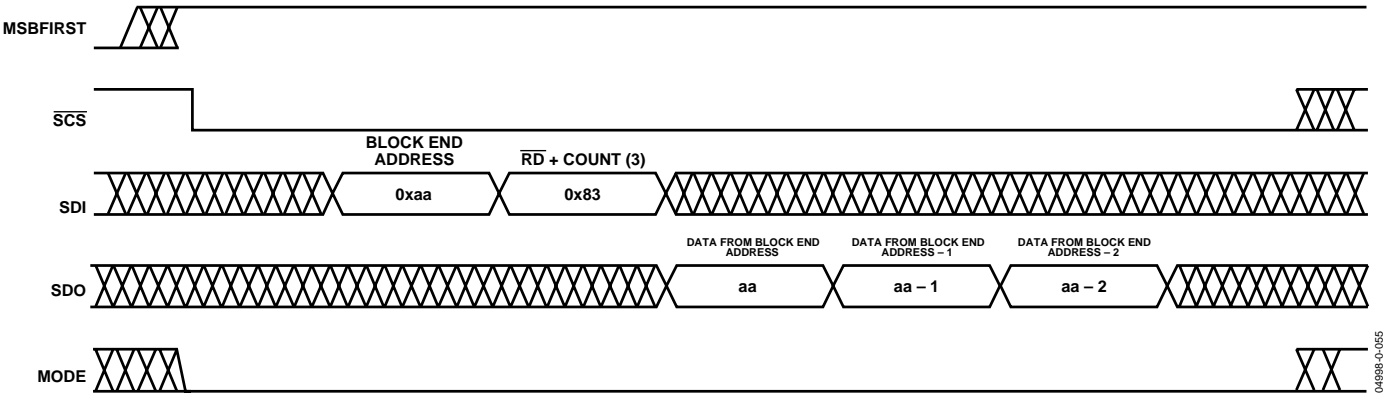 MSBFIRST
SCS
BLOCK END
ADDRESS
RD + COUNT (3)
SDI
0xaa
0x83
DATA FROM BLOCK END
ADDRESS
DATA FROM BLOCK END
ADDRESS – 1
DATA FROM BLOCK END
ADDRESS – 2
SDO
aa
aa – 1
aa – 2
MODE
04998-0-055